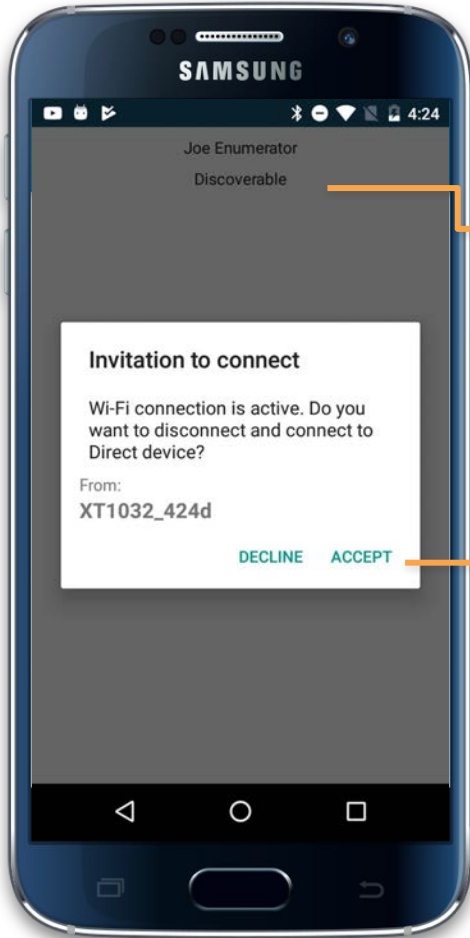 SAMSUNG
4:24
Joe Enumerator
Discoverable
Invitation to connect
Wi-Fi connection is active. Do you
want to disconnect and connect to
Direct device?
From:
XT1032_424d
DECLINE ACCEPT